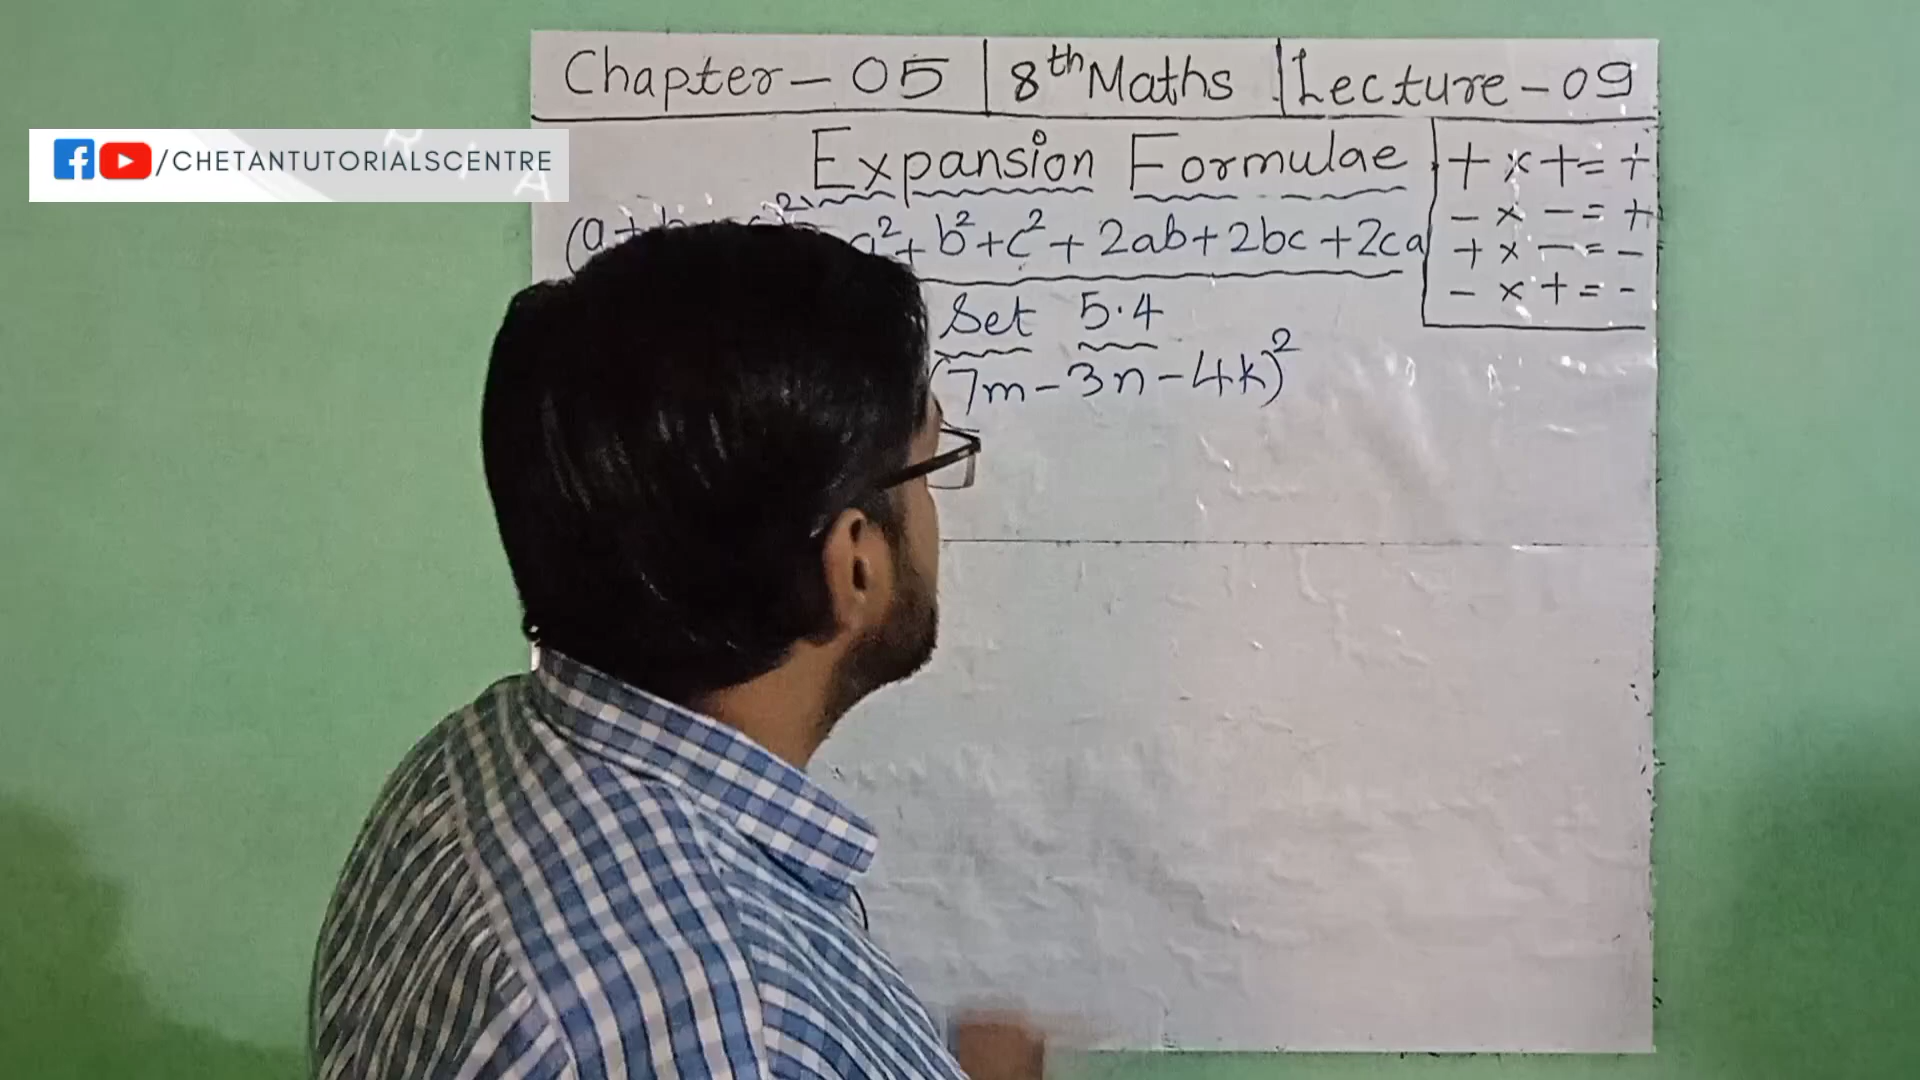 Chapter - 05 | 8th Maths | Lecture - 09
/CHETANTUTORIALSCENTRE
Expansion Formulae
+ × + = +
- × - = +
+ × - = -
- × + = -
(a + b ² a² + b² + c² + 2ab + 2bc + 2ca
Set 5.4
(7m - 3n - 4k)²